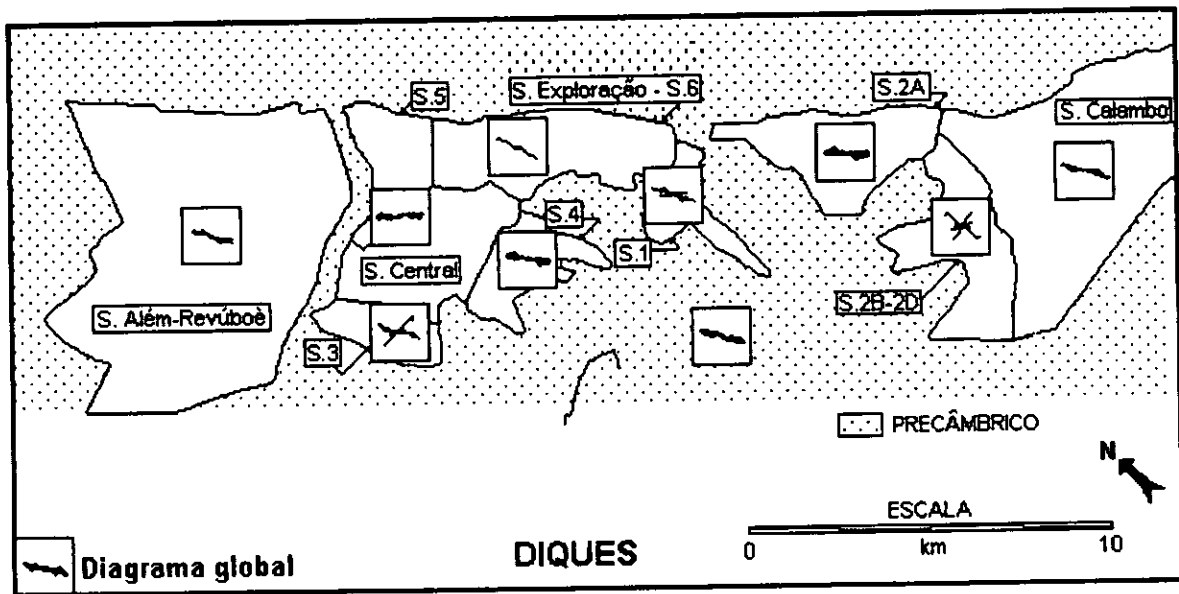 S.5
S. Exploração - S.6
S.2A
S. Calambo
S.4
S.1
S. Central
S. Além-Revúboè
S.3
S.2B-2D
PRECÂMBRICO
N
ESCALA
0 km 10
DIQUES
Diagrama global